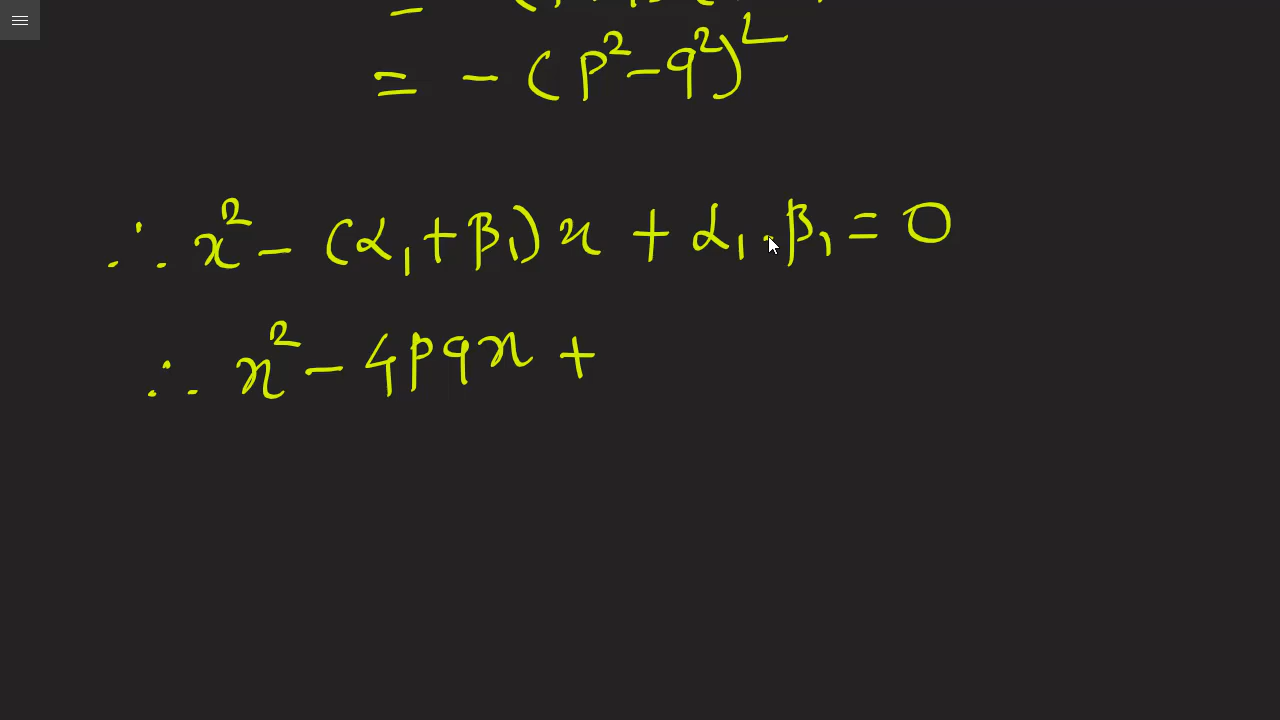 = - (p²-q²)²
∴ x² - (α₁+β₁)x + α₁.β₁ = 0
∴ x² - 4pqx +